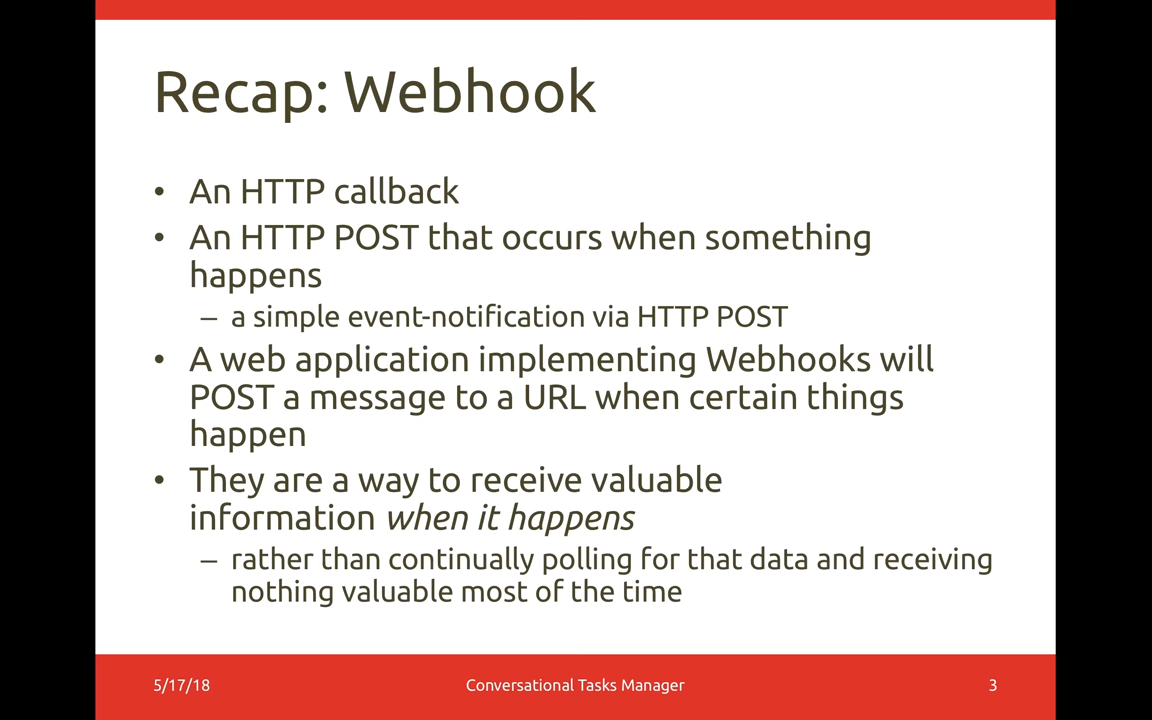 Recap: Webhook
• An HTTP callback
• An HTTP POST that occurs when something
happens
– a simple event-notification via HTTP POST
• A web application implementing Webhooks will
POST a message to a URL when certain things
happen
• They are a way to receive valuable
information when it happens
– rather than continually polling for that data and receiving
nothing valuable most of the time
5/17/18
Conversational Tasks Manager
3